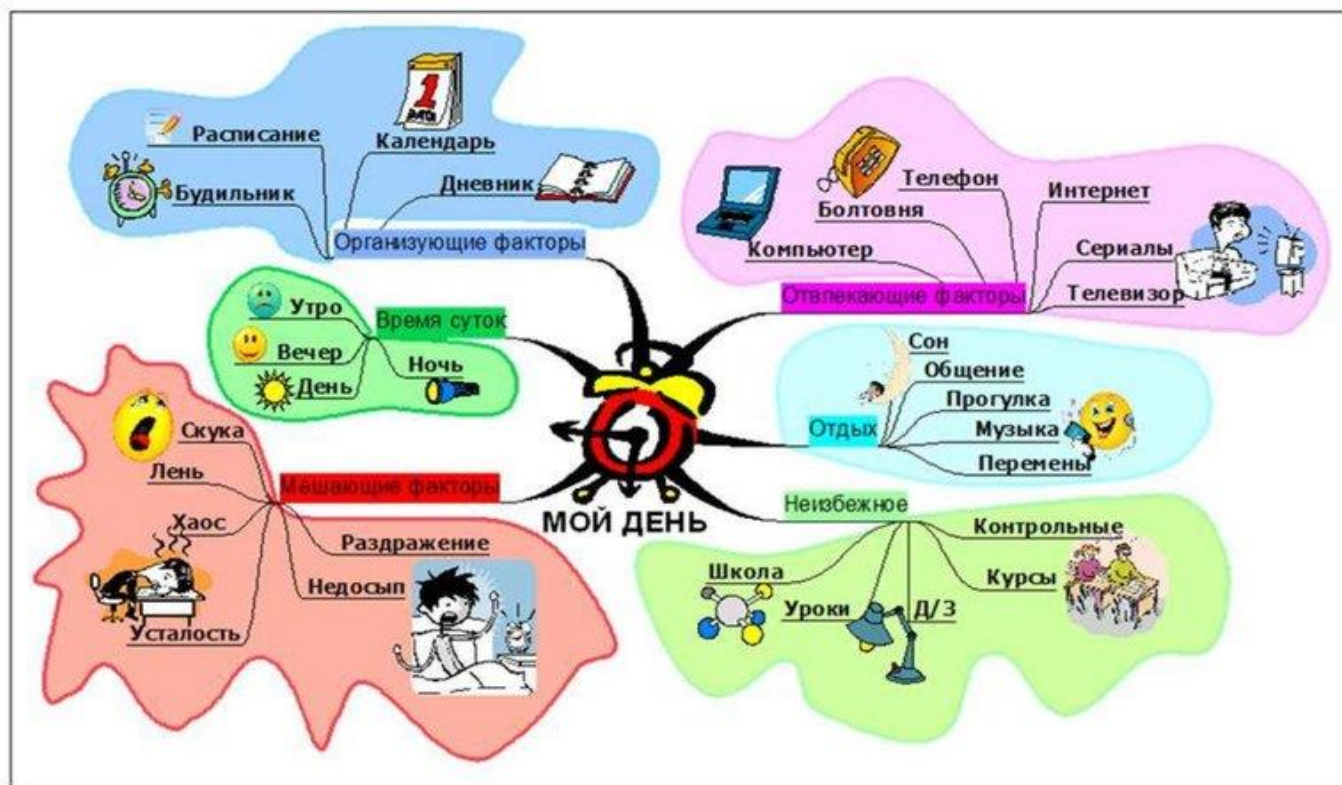 Расписание
Календарь
Будильник
Дневник
Организующие факторы
Телефон
Интернет
Болтовня
Компьютер
Сериалы
Телевизор
Отвпекающие факторы
Утро
Вечер
День
Ночь
Время суток
Сон
Общение
Прогулка
Музыка
Перемены
Отдых
Скука
Лень
Хаос
Усталость
Раздражение
Недосып
Мешающие факторы
МОЙ ДЕНЬ
Неизбежное
Контрольные
Курсы
Школа
Уроки
Д/З
1